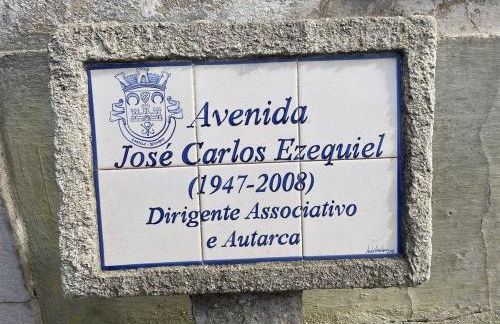 Avenida
José Carlos Ezequiel
(1947-2008)
Dirigente Associativo
e Autarca